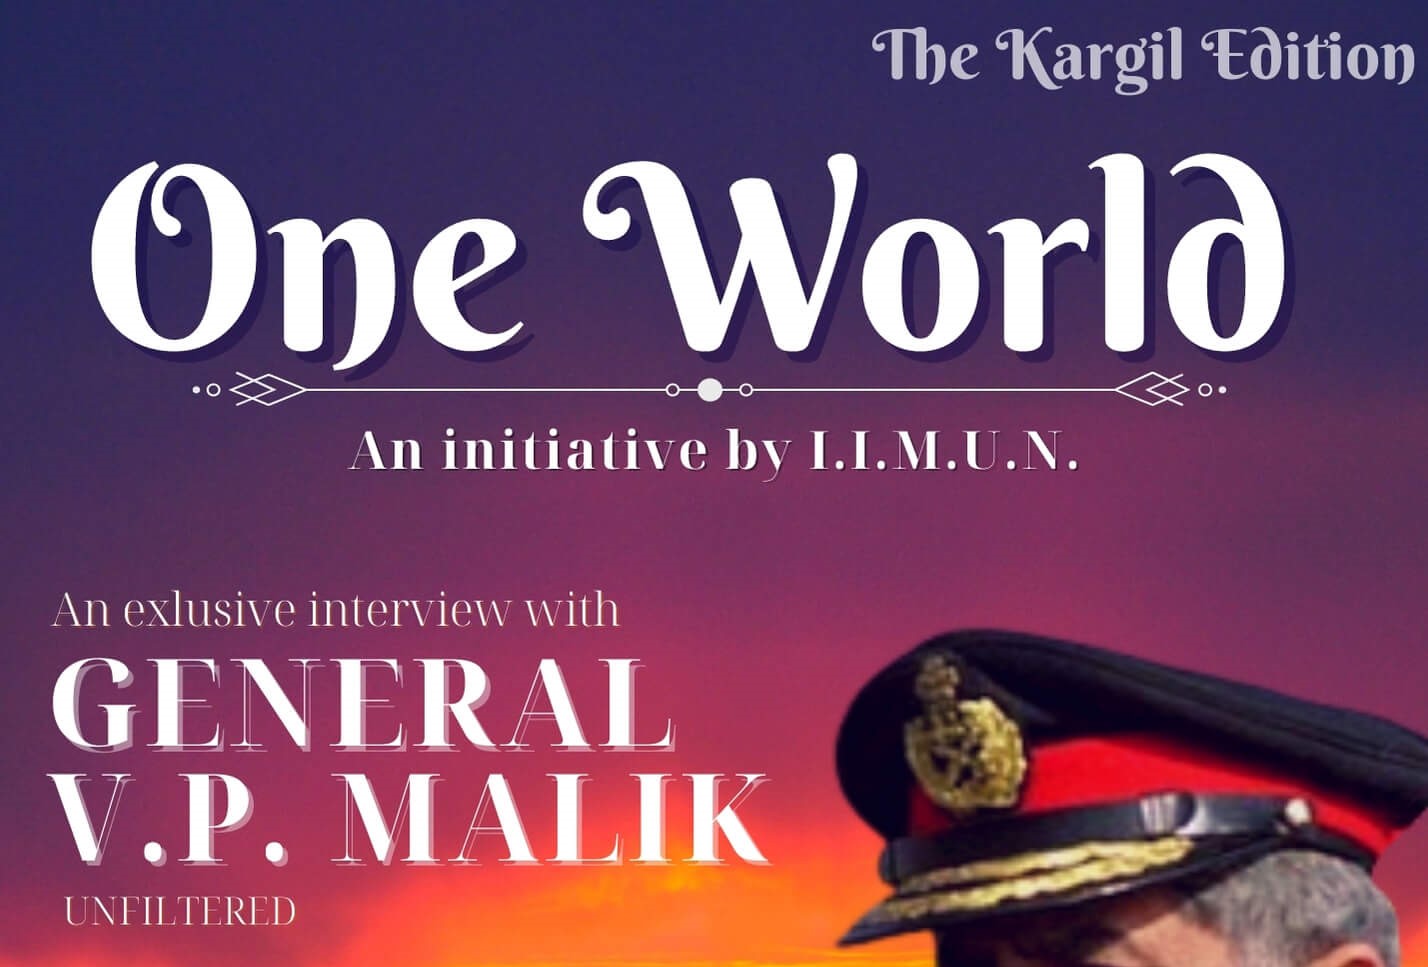 The Kargil Edition
One World
An initiative by I.I.M.U.N.
An exlusive interview with
GENERAL
V.P. MALIK
UNFILTERED